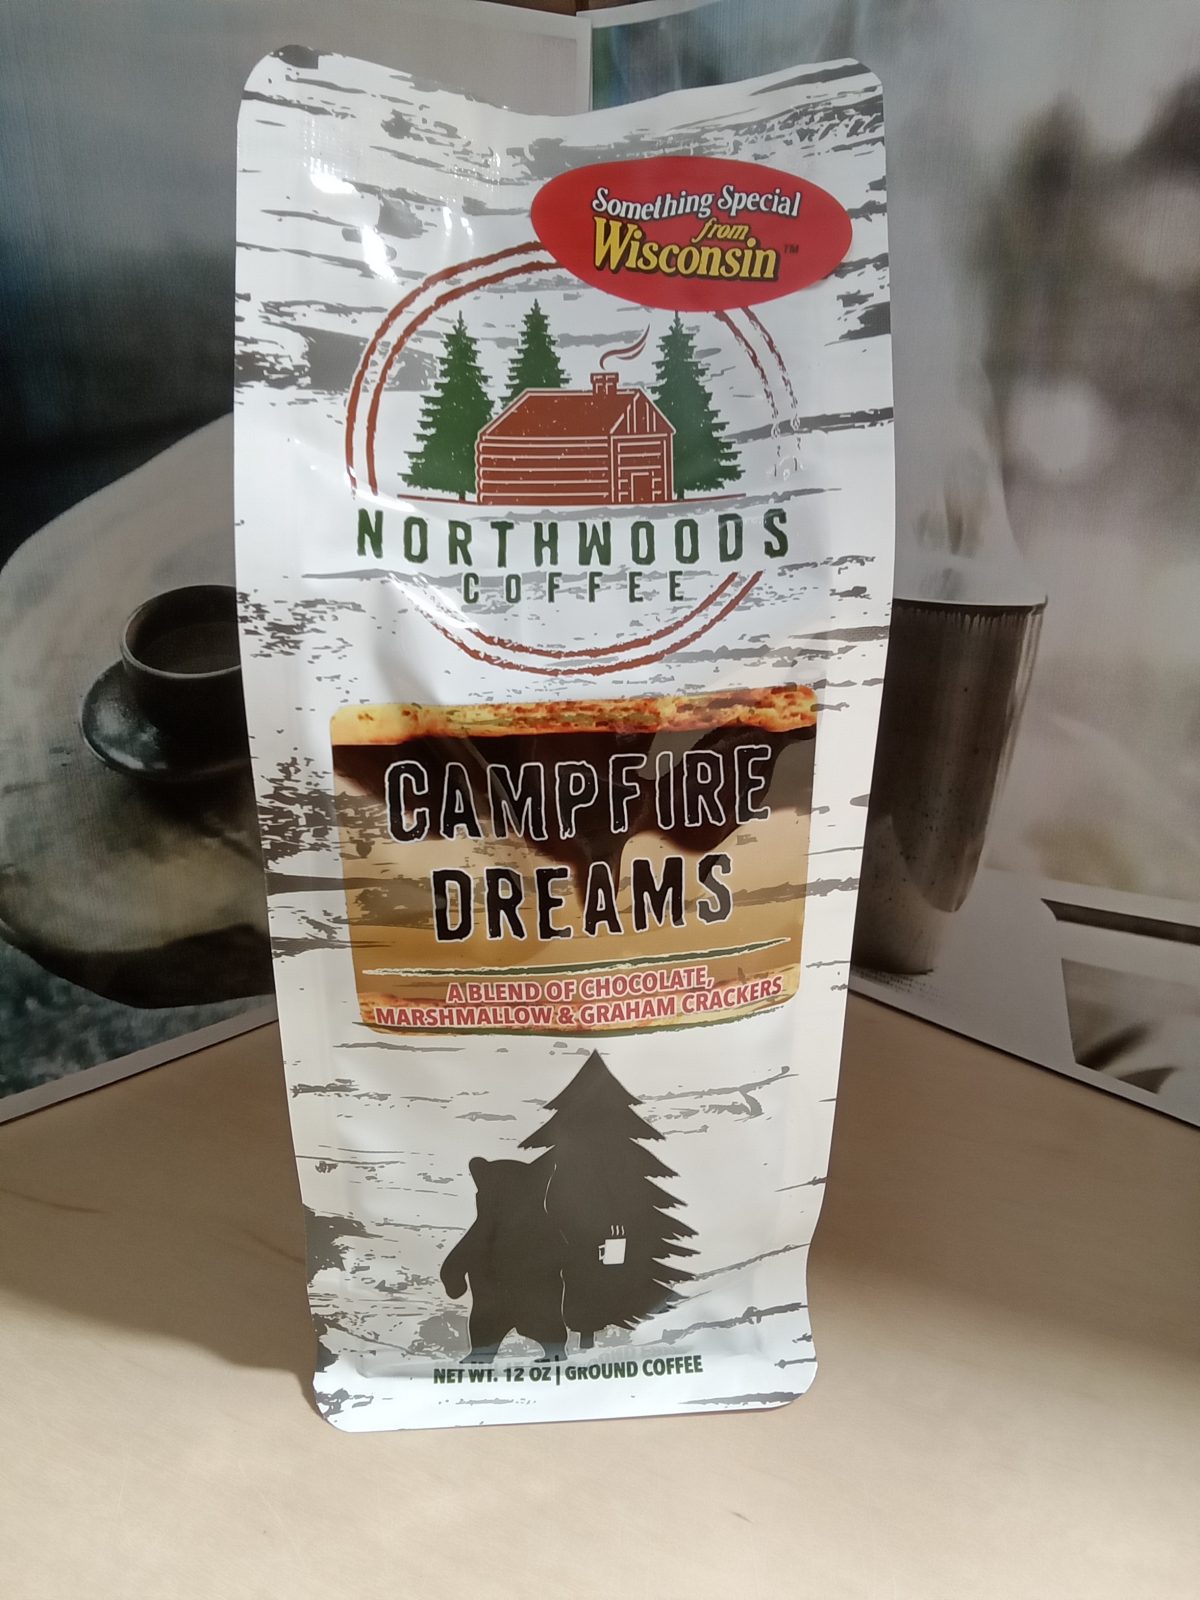 Something Special
from
Wisconsin™
NORTHWOODS
COFFEE
CAMPFIRE
DREAMS
A BLEND OF CHOCOLATE,
MARSHMALLOW & GRAHAM CRACKERS
NET WT. 12 OZ | GROUND COFFEE